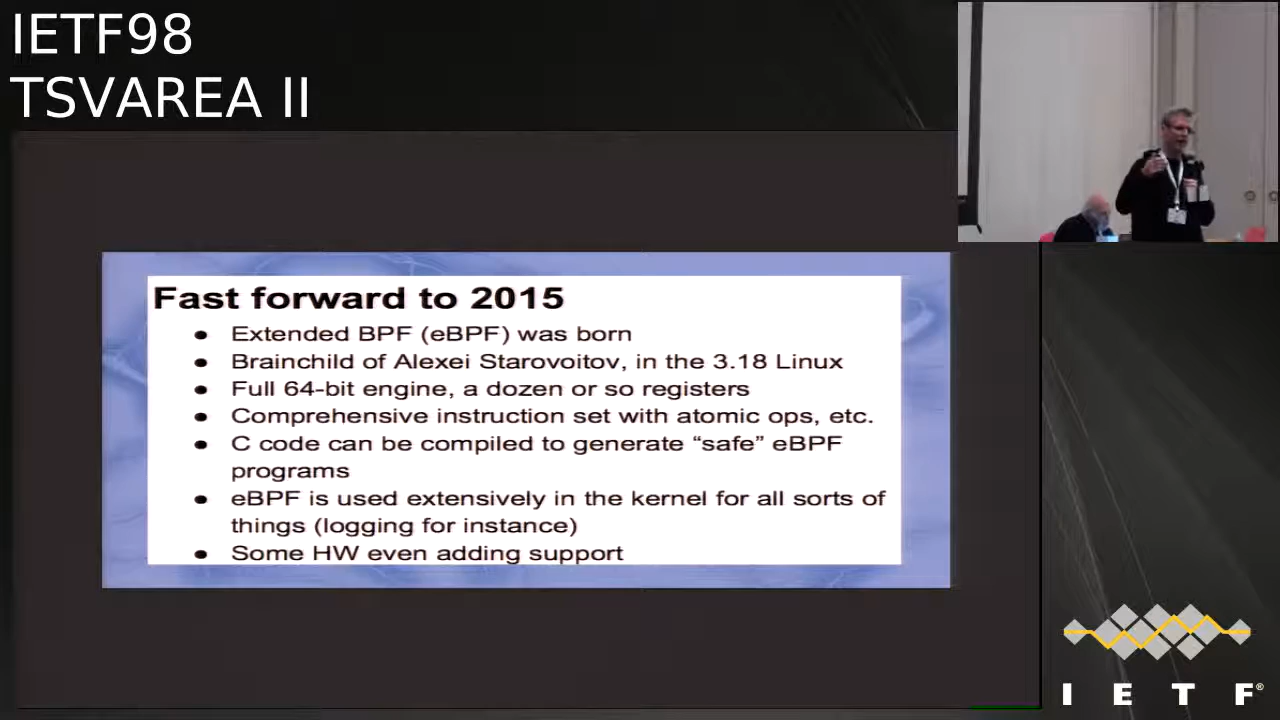 IETF98
TSVAREA II
Fast forward to 2015
● Extended BPF (eBPF) was born
● Brainchild of Alexei Starovoitov, in the 3.18 Linux
● Full 64-bit engine, a dozen or so registers
● Comprehensive instruction set with atomic ops, etc.
● C code can be compiled to generate “safe” eBPF
programs
● eBPF is used extensively in the kernel for all sorts of
things (logging for instance)
● Some HW even adding support
I E T F®